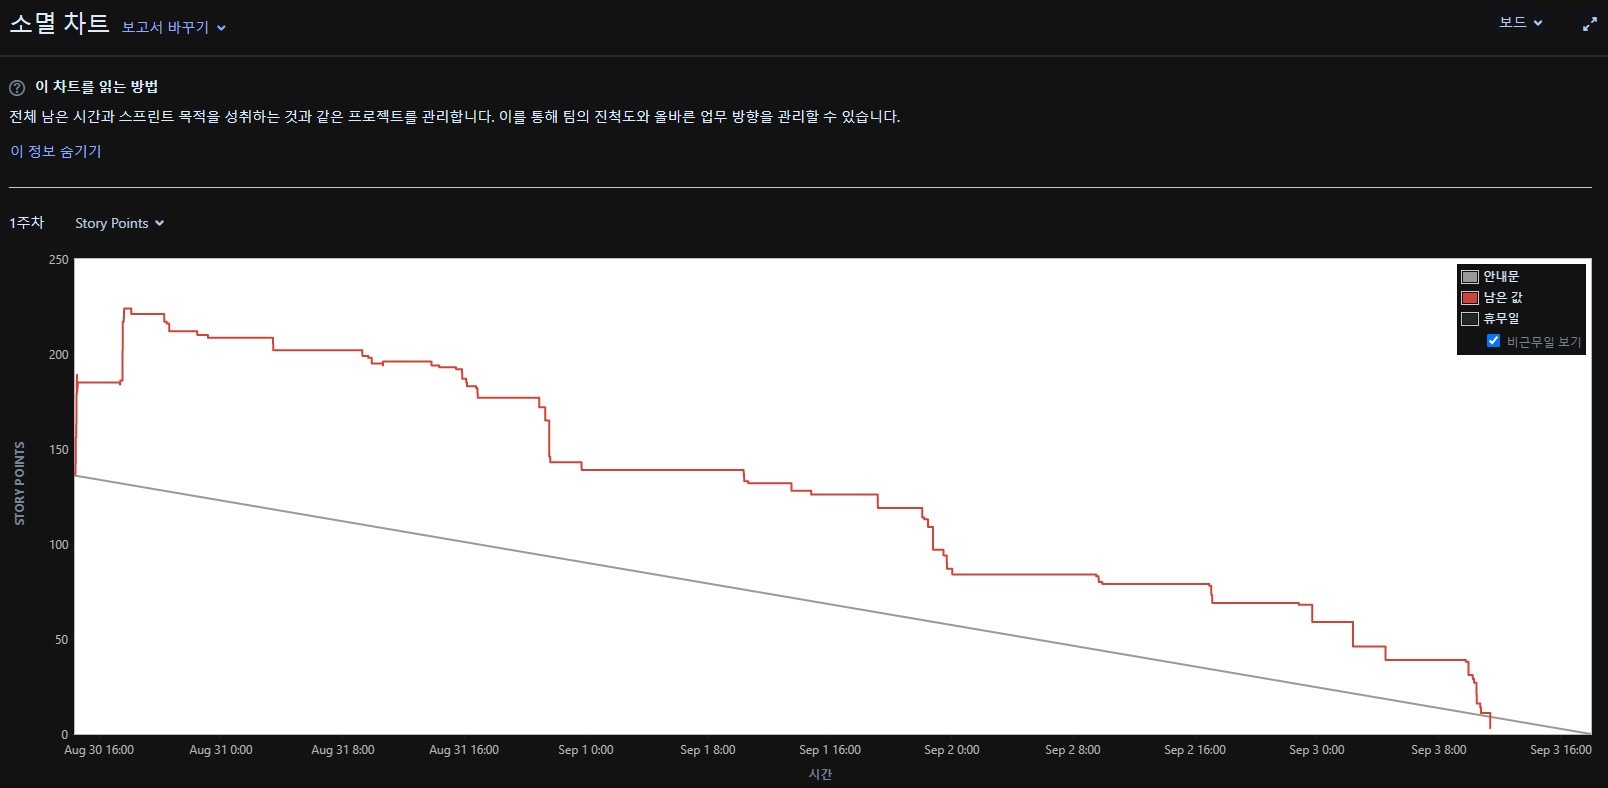 소멸 차트 보고서 바꾸기 보드
이 차트를 읽는 방법
전체 남은 시간과 스프린트 목적을 성취하는 것과 같은 프로젝트를 관리합니다. 이를 통해 팀의 진척도와 올바른 업무 방향을 관리할 수 있습니다.
이 정보 숨기기
1주차 Story Points
안내문
남은 값
휴무일
비근무일 보기
250
200
150
100
50
0
STORY POINTS
Aug 30 16:00 Aug 31 0:00 Aug 31 8:00 Aug 31 16:00 Sep 1 0:00 Sep 1 8:00 Sep 1 16:00 Sep 2 0:00 Sep 2 8:00 Sep 2 16:00 Sep 3 0:00 Sep 3 8:00 Sep 3 16:00
시간